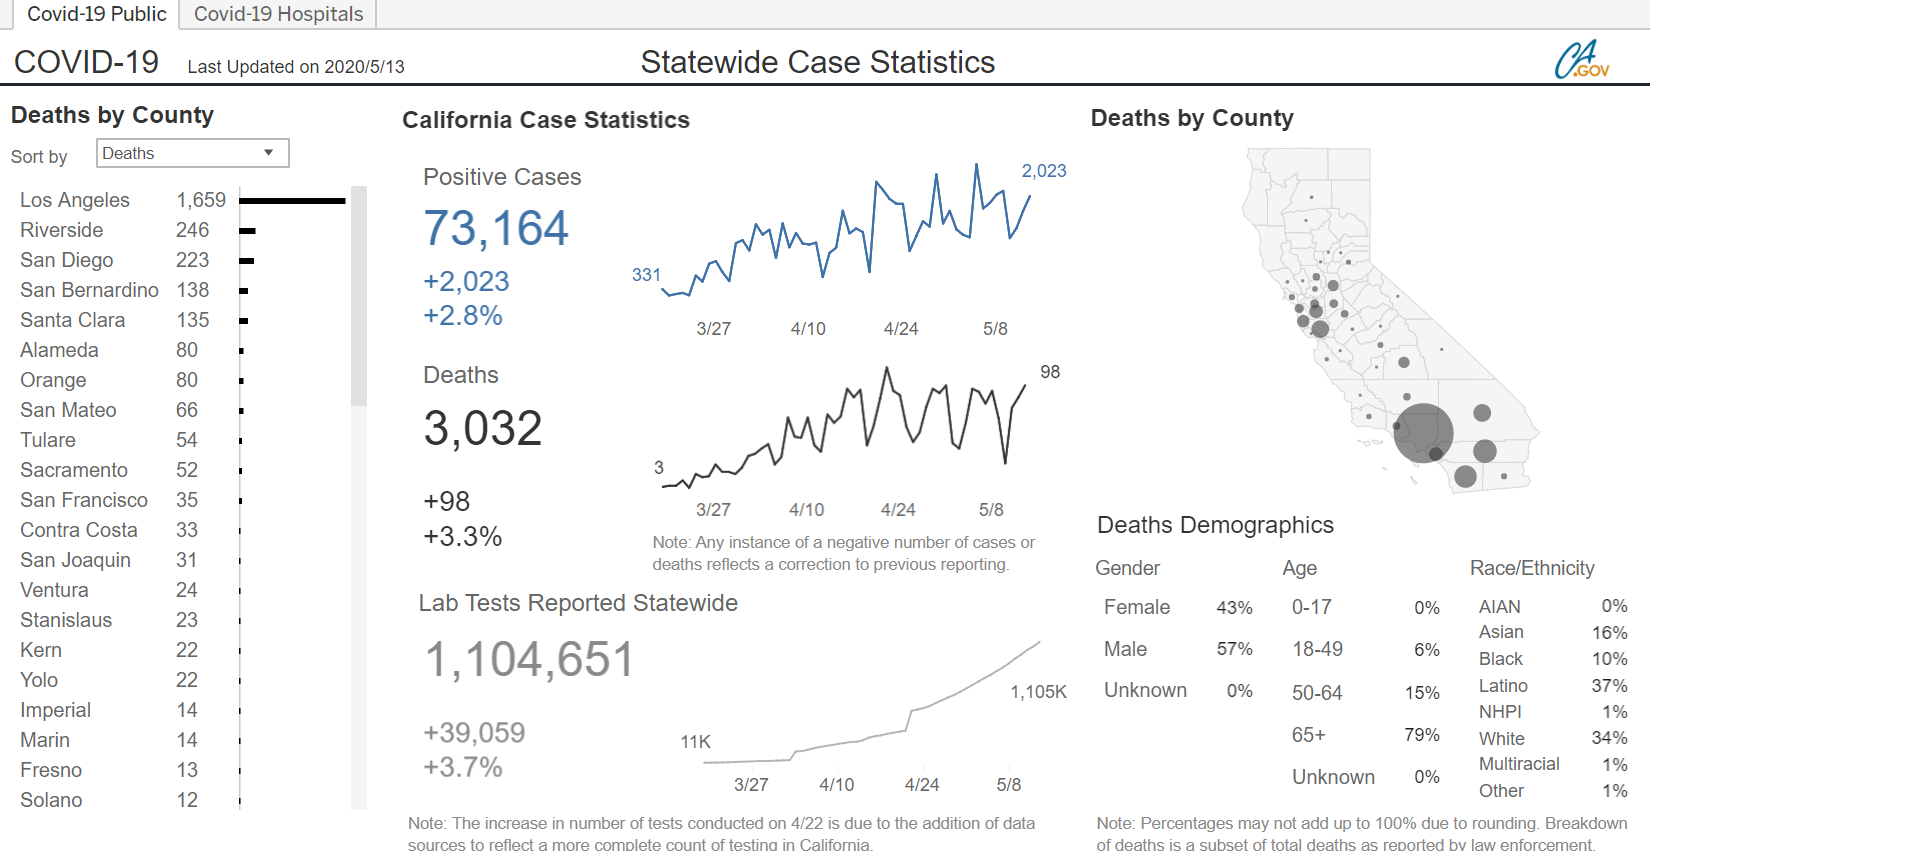 Covid-19 Public
Covid-19 Hospitals
COVID-19
Last Updated on 2020/5/13
Statewide Case Statistics
CA
.GOV
Deaths by County
Sort by
Deaths
Los Angeles 1,659
Riverside 246
San Diego 223
San Bernardino 138
Santa Clara 135
Alameda 80
Orange 80
San Mateo 66
Tulare 54
Sacramento 52
San Francisco 35
Contra Costa 33
San Joaquin 31
Ventura 24
Stanislaus 23
Kern 22
Yolo 22
Imperial 14
Marin 14
Fresno 13
Solano 12
California Case Statistics
Positive Cases
73,164
+2,023
+2.8%
331
2,023
3/27 4/10 4/24 5/8
Deaths
3,032
+98
+3.3%
3
98
3/27 4/10 4/24 5/8
Note: Any instance of a negative number of cases or
deaths reflects a correction to previous reporting.
Lab Tests Reported Statewide
1,104,651
+39,059
+3.7%
11K
1,105K
3/27 4/10 4/24 5/8
Note: The increase in number of tests conducted on 4/22 is due to the addition of data
sources to reflect a more complete count of testing in California.
Deaths by County
Deaths Demographics
Gender
Female 43%
Male 57%
Unknown 0%
Age
0-17 0%
18-49 6%
50-64 15%
65+ 79%
Unknown 0%
Race/Ethnicity
AIAN 0%
Asian 16%
Black 10%
Latino 37%
NHPI 1%
White 34%
Multiracial 1%
Other 1%
Note: Percentages may not add up to 100% due to rounding. Breakdown
of deaths is a subset of total deaths as reported by law enforcement.